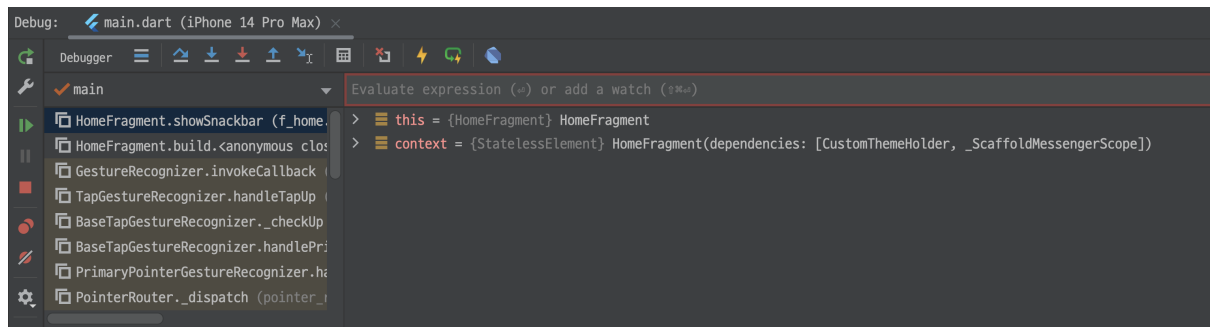 Debug: main.dart (iPhone 14 Pro Max)
Debugger
main
Evaluate expression (⏎) or add a watch (⇧⌘⏎)
HomeFragment.showSnackbar (f_home.
this = {HomeFragment} HomeFragment
HomeFragment.build.<anonymous clos
context = {StatelessElement} HomeFragment(dependencies: [CustomThemeHolder, _ScaffoldMessengerScope])
GestureRecognizer.invokeCallback (
TapGestureRecognizer.handleTapUp (
BaseTapGestureRecognizer._checkUp
BaseTapGestureRecognizer.handlePri
PrimaryPointerGestureRecognizer.ha
PointerRouter._dispatch (pointer_r